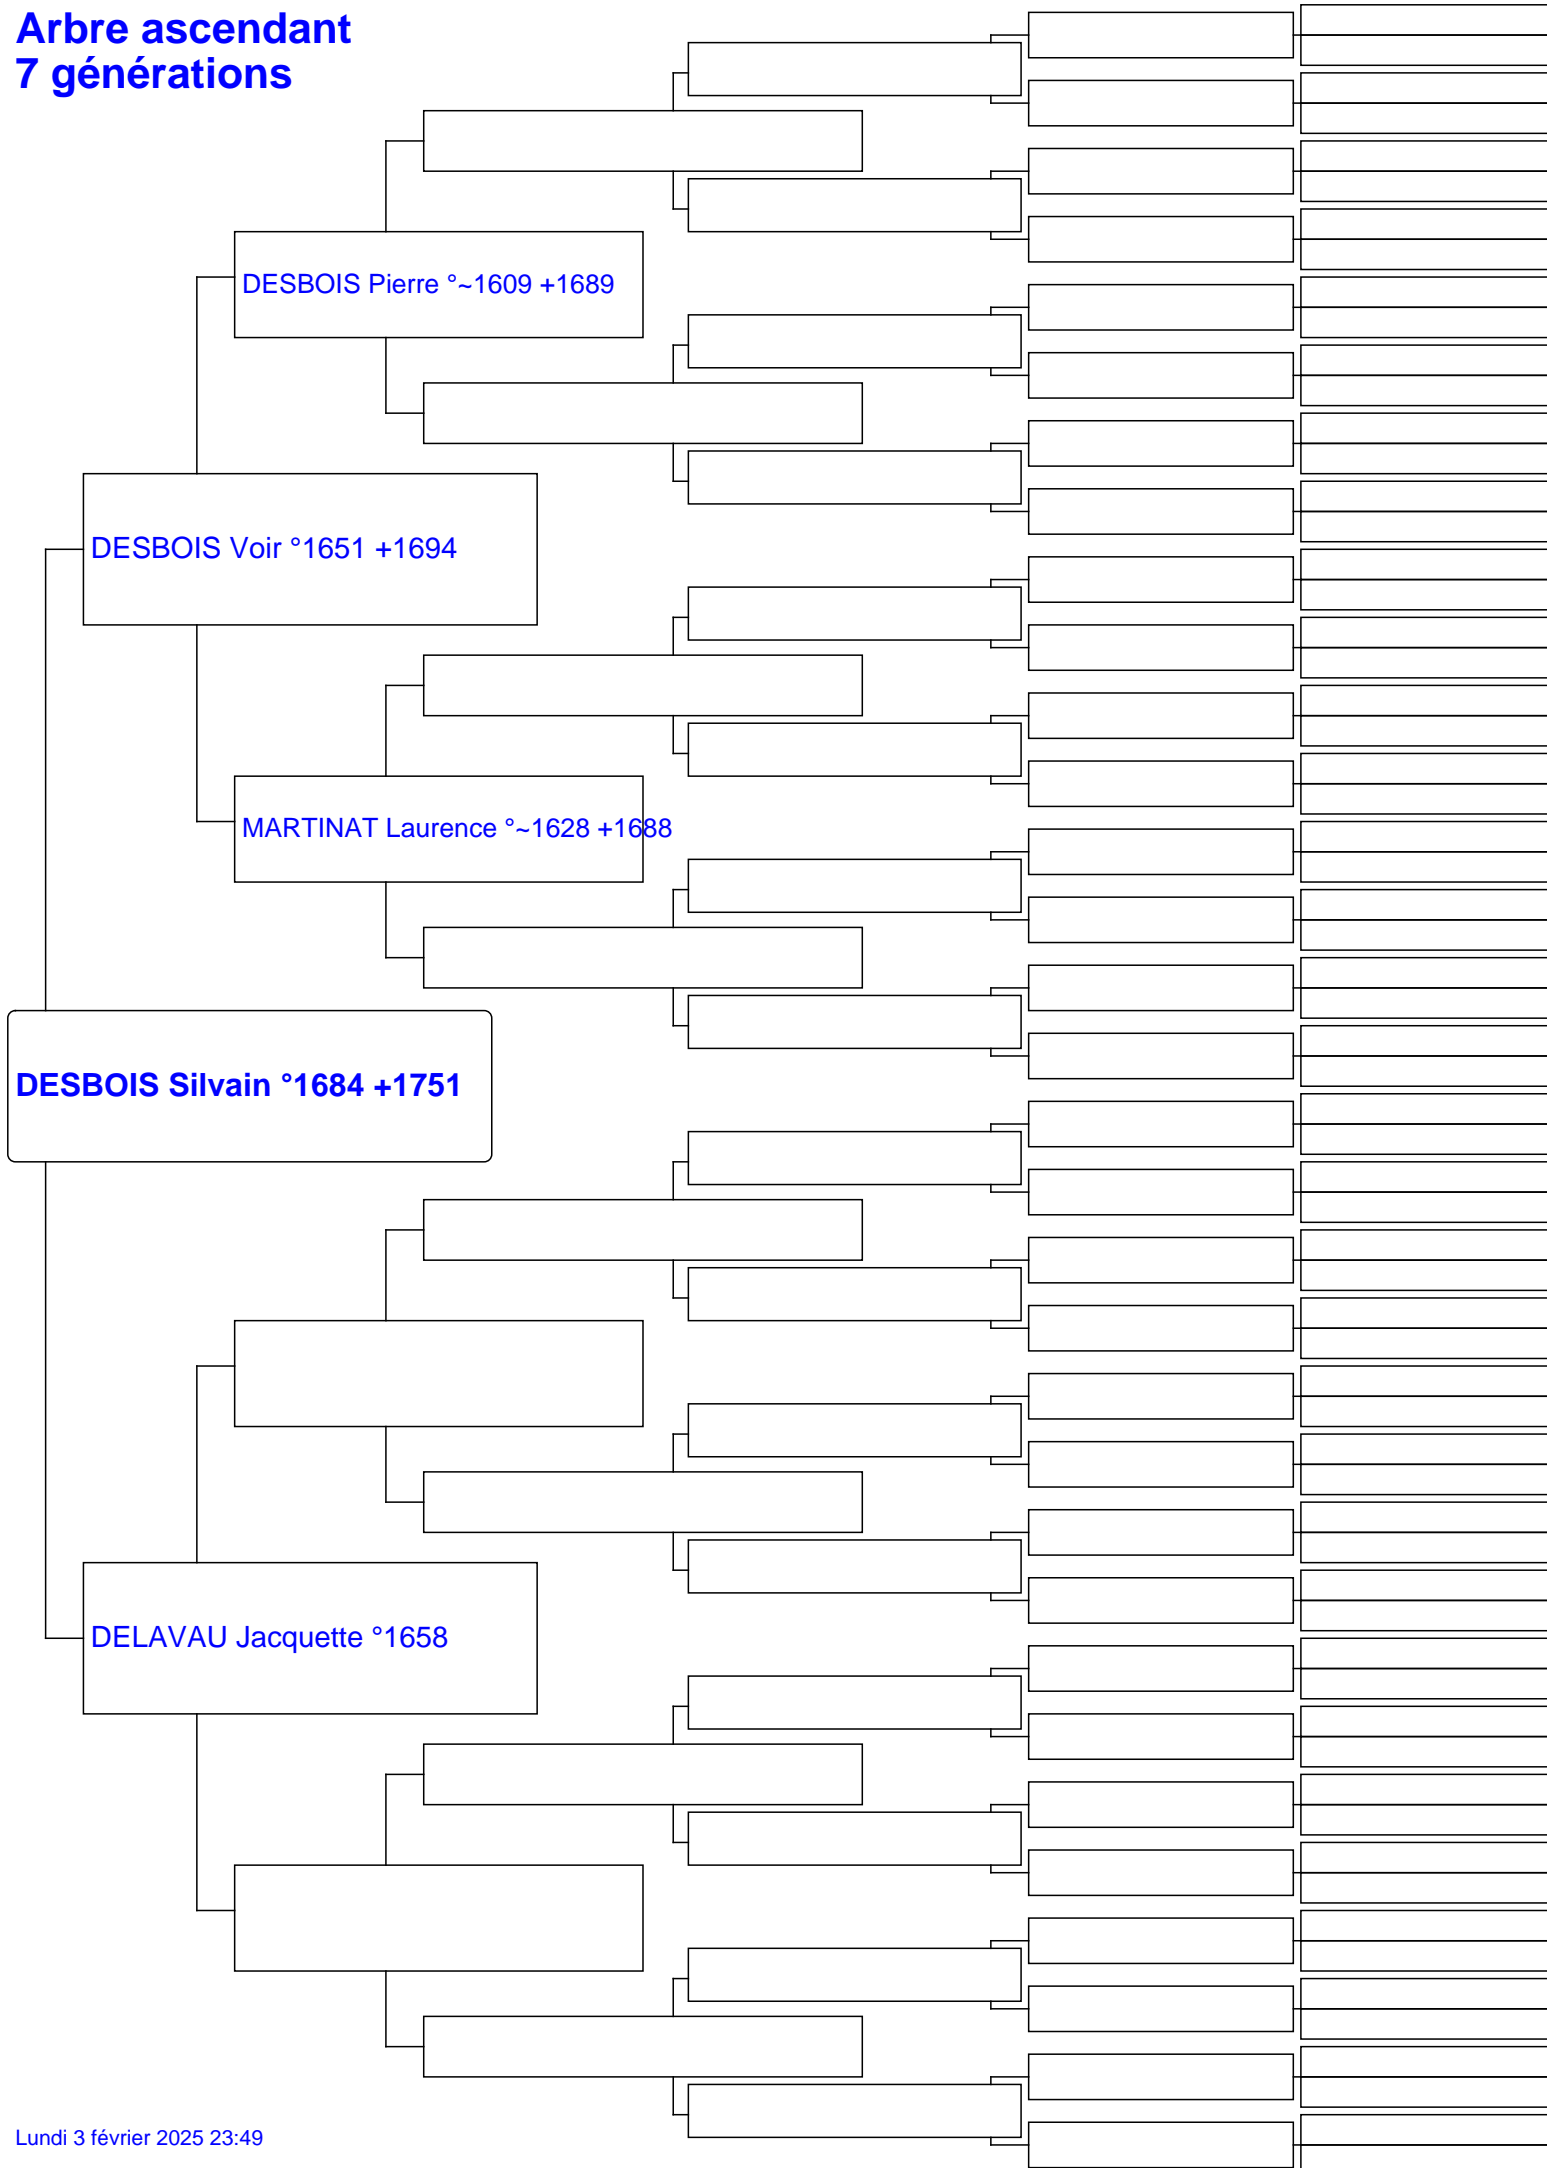 Arbre ascendant
7 générations
DESBOIS Pierre °~1609 +1689
DESBOIS Voir °1651 +1694
MARTINAT Laurence °~1628 +1688
DESBOIS Silvain °1684 +1751
DELAVAU Jacquette °1658
Lundi 3 février 2025 23:49